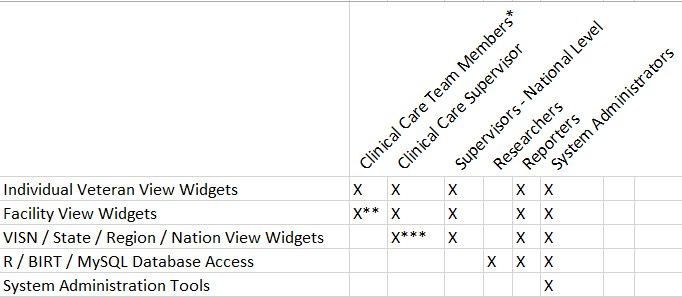 Clinical Care Team Members*
Clinical Care Supervisor
Supervisors - National Level
Researchers
Reporters
System Administrators
Individual Veteran View Widgets X X X X X
Facility View Widgets X** X X X X
VISN / State / Region / Nation View Widgets X*** X X X
R / BIRT / MySQL Database Access X X X
System Administration Tools X